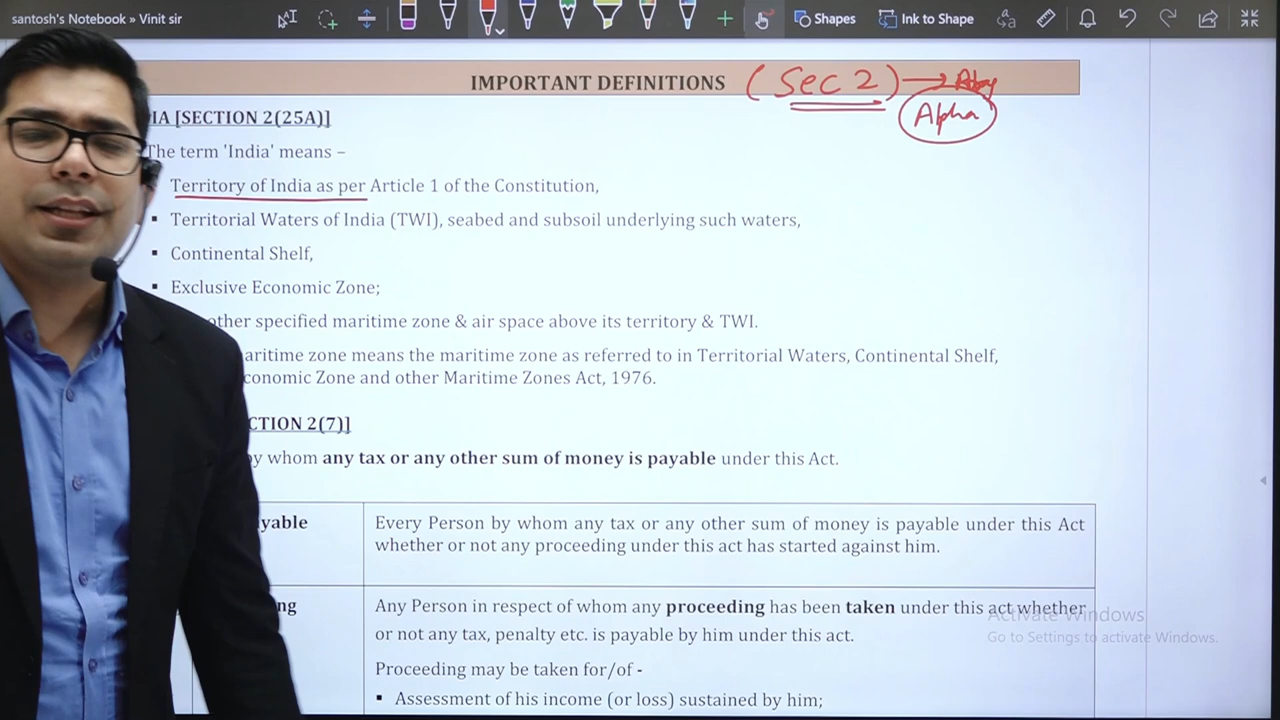 santosh's Notebook » Vinit sir
Shapes
Ink to Shape
IMPORTANT DEFINITIONS (Sec 2) →
Alpha
IA [SECTION 2(25A)]
The term 'India' means –
Territory of India as per Article 1 of the Constitution,
▪ Territorial Waters of India (TWI), seabed and subsoil underlying such waters,
▪ Continental Shelf,
▪ Exclusive Economic Zone;
other specified maritime zone & air space above its territory & TWI.
aritime zone means the maritime zone as referred to in Territorial Waters, Continental Shelf,
conomic Zone and other Maritime Zones Act, 1976.
CTION 2(7)]
by whom any tax or any other sum of money is payable under this Act.
yable
Every Person by whom any tax or any other sum of money is payable under this Act
whether or not any proceeding under this act has started against him.
ng
Any Person in respect of whom any proceeding has been taken under this act whether
or not any tax, penalty etc. is payable by him under this act.
Proceeding may be taken for/of -
▪ Assessment of his income (or loss) sustained by him;
Activate Windows
Go to Settings to activate Windows.